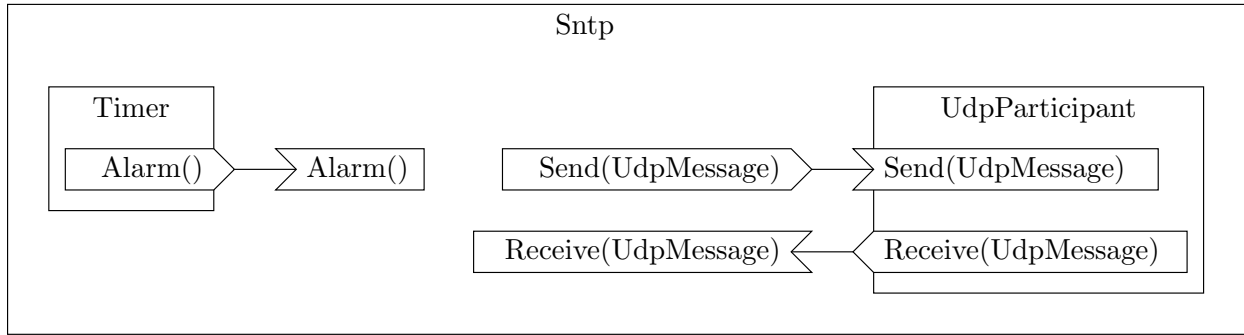 Sntp
Timer
UdpParticipant
Alarm()
Alarm()
Send(UdpMessage)
Send(UdpMessage)
Receive(UdpMessage)
Receive(UdpMessage)